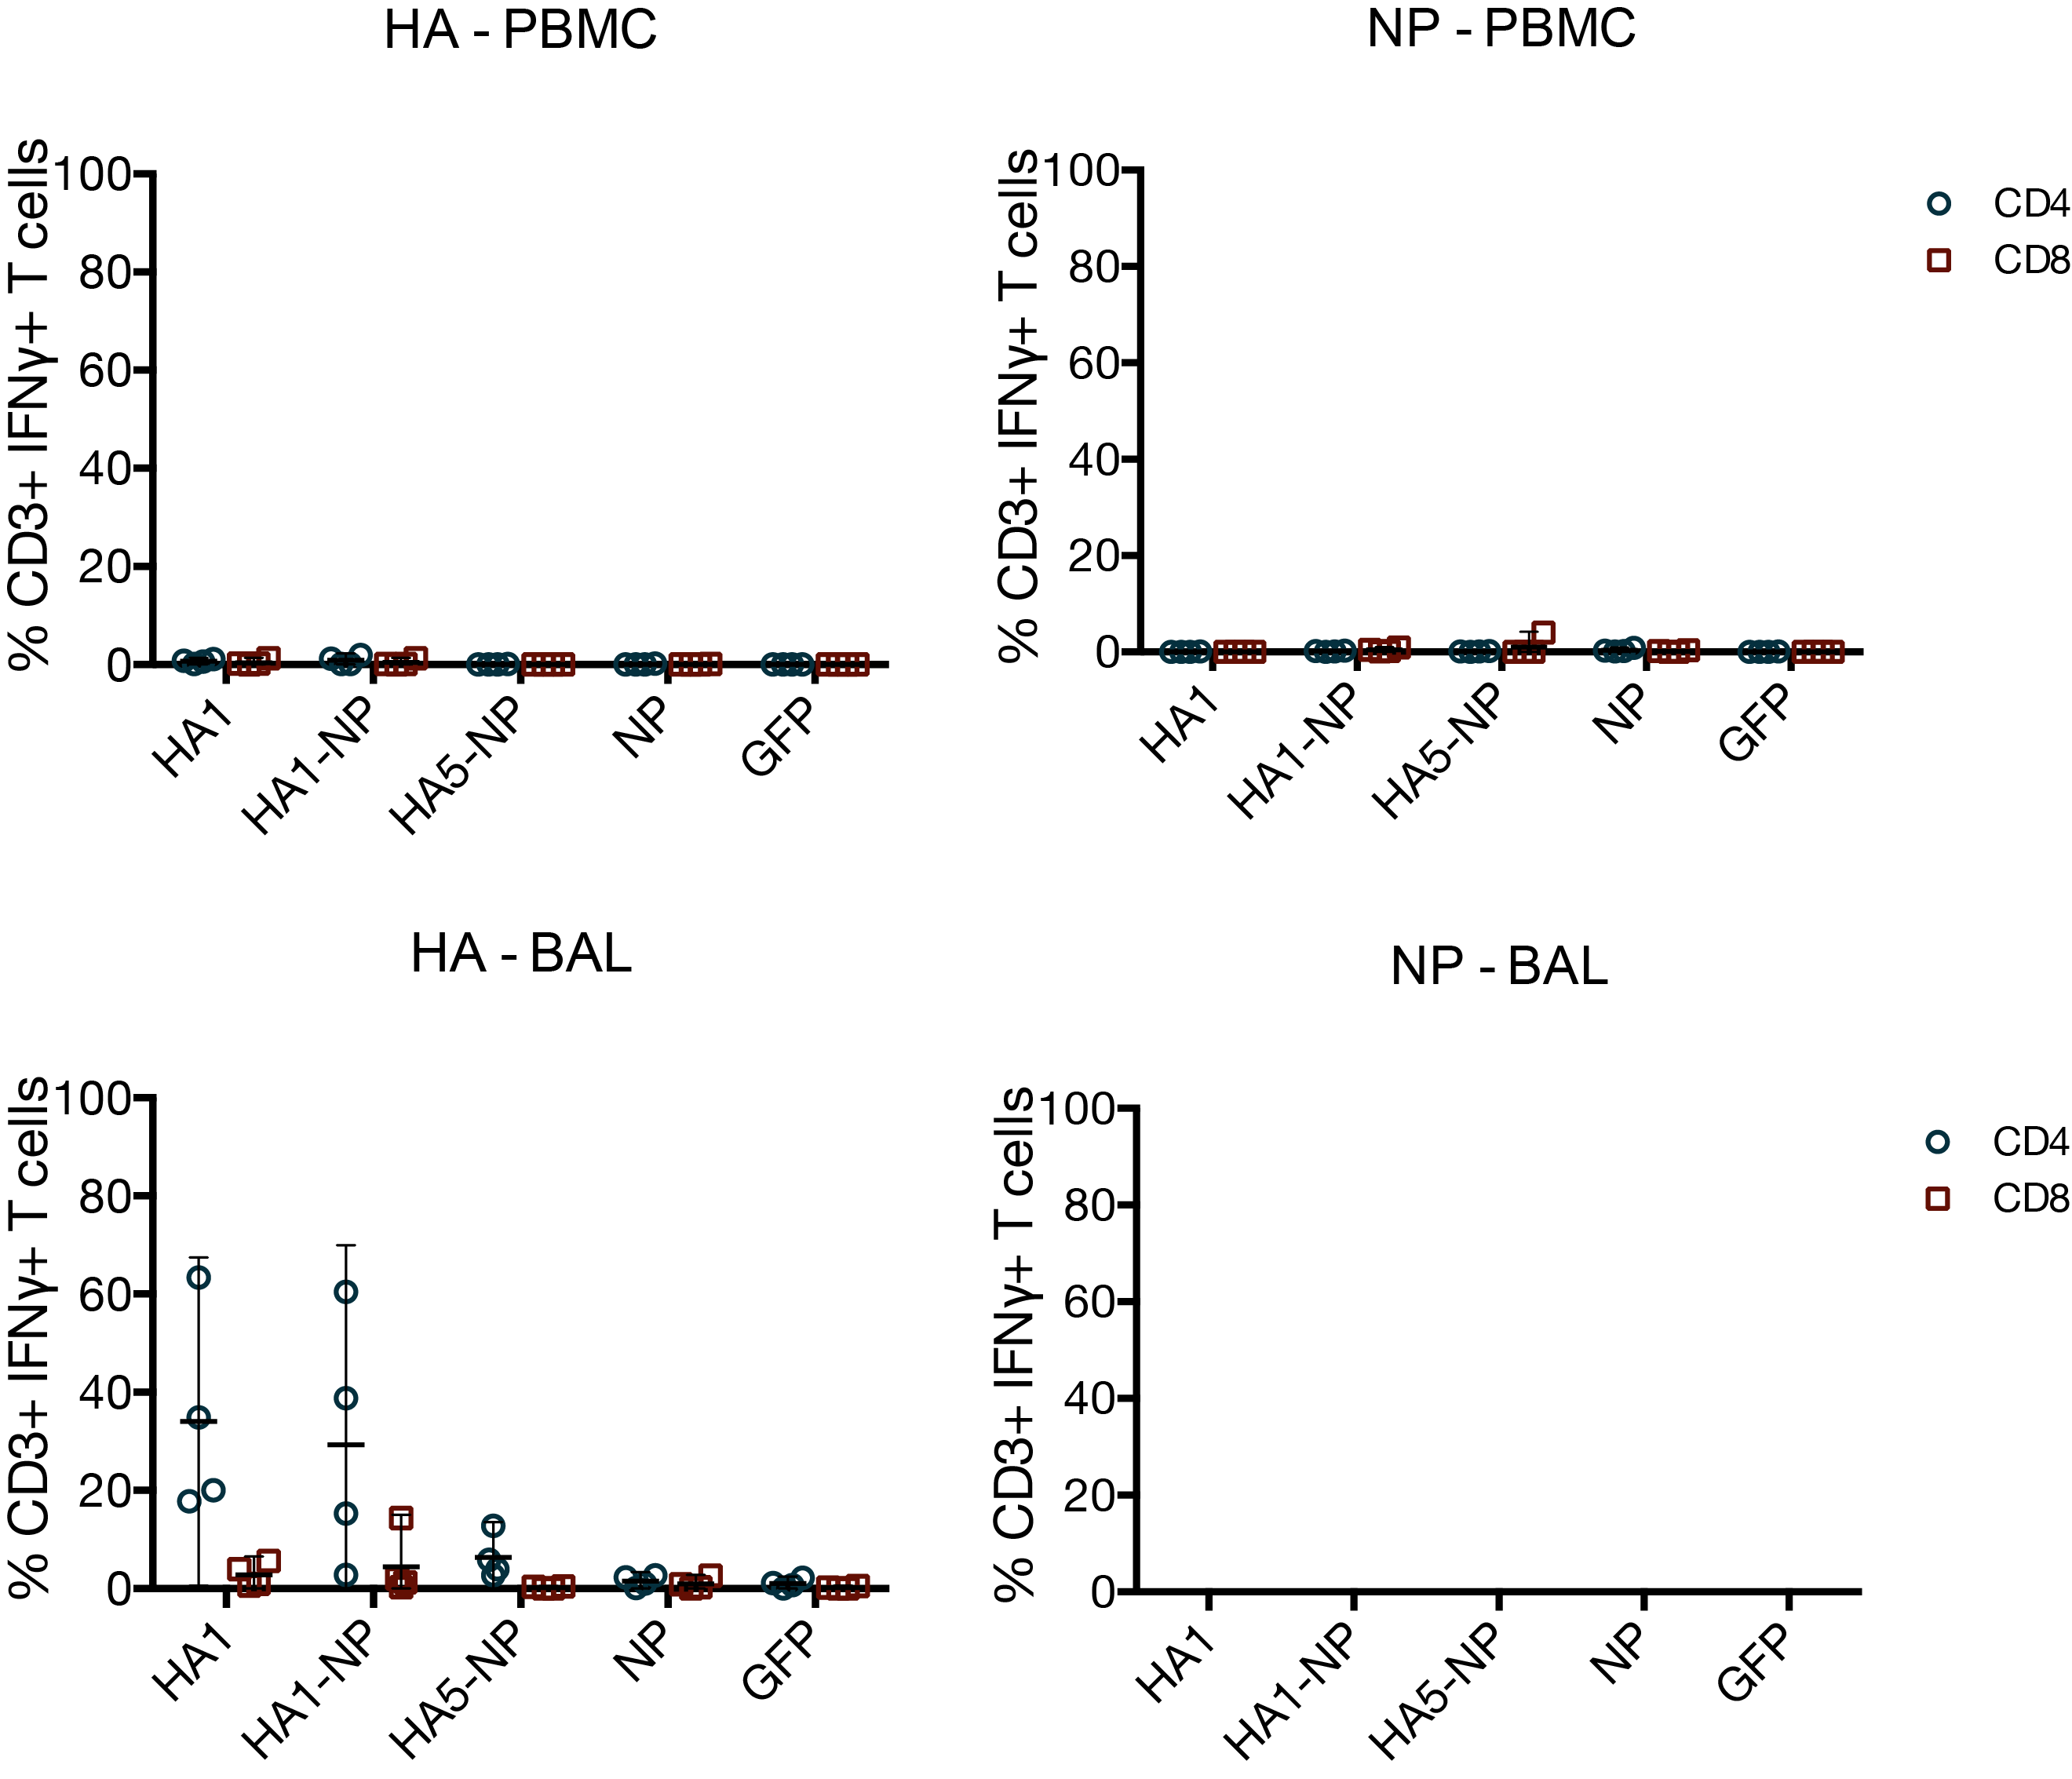 HA - PBMC
% CD3+ IFNγ+ T cells
100
80
60
40
20
0
HA1
HA1-NP
HA5-NP
NP
GFP
NP - PBMC
% CD3+ IFNγ+ T cells
100
80
60
40
20
0
HA1
HA1-NP
HA5-NP
NP
GFP
CD4
CD8
HA - BAL
% CD3+ IFNγ+ T cells
100
80
60
40
20
0
HA1
HA1-NP
HA5-NP
NP
GFP
NP - BAL
% CD3+ IFNγ+ T cells
100
80
60
40
20
0
HA1
HA1-NP
HA5-NP
NP
GFP
CD4
CD8